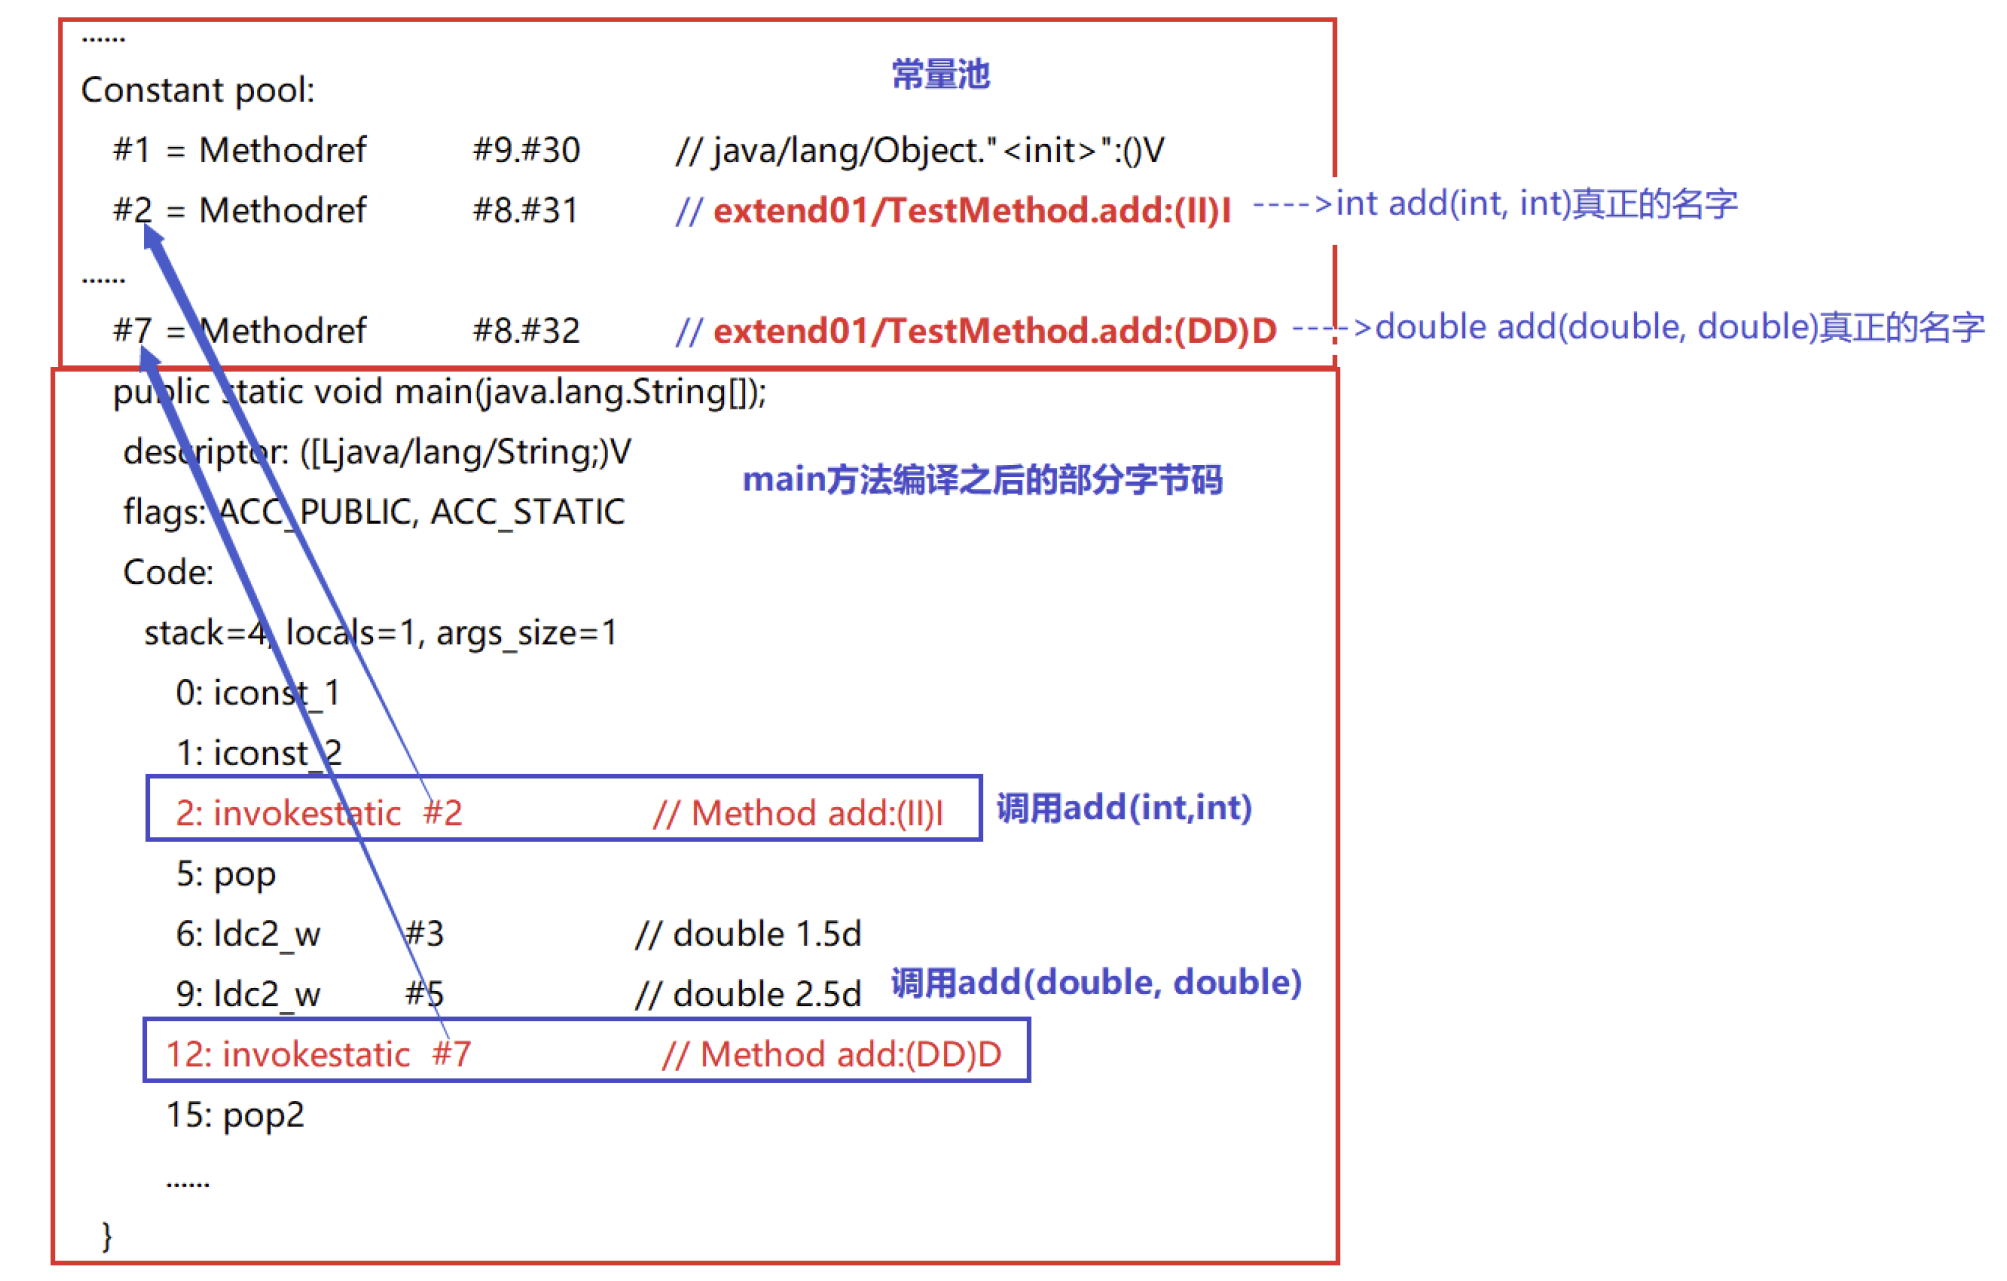 ......
常量池
Constant pool:
#1 = Methodref #9.#30 // java/lang/Object."<init>":()V
#2 = Methodref #8.#31 // extend01/TestMethod.add:(II)I ---->int add(int, int)真正的名字
......
#7 = Methodref #8.#32 // extend01/TestMethod.add:(DD)D ---->double add(double, double)真正的名字
public static void main(java.lang.String[]);
descriptor: ([Ljava/lang/String;)V
main方法编译之后的部分字节码
flags: ACC_PUBLIC, ACC_STATIC
Code:
stack=4, locals=1, args_size=1
0: iconst_1
1: iconst_2
2: invokestatic #2 // Method add:(II)I 调用add(int,int)
5: pop
6: ldc2_w #3 // double 1.5d
9: ldc2_w #5 // double 2.5d 调用add(double, double)
12: invokestatic #7 // Method add:(DD)D
15: pop2
......
}